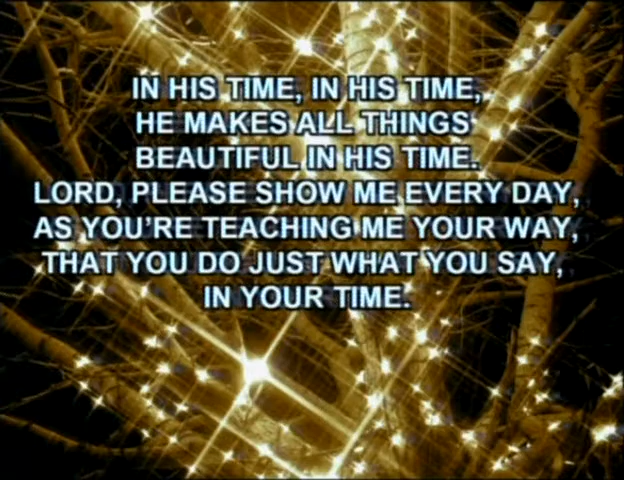 IN HIS TIME, IN HIS TIME,
HE MAKES ALL THINGS
BEAUTIFUL IN HIS TIME.
LORD, PLEASE SHOW ME EVERY DAY,
AS YOU'RE TEACHING ME YOUR WAY,
THAT YOU DO JUST WHAT YOU SAY,
IN YOUR TIME.